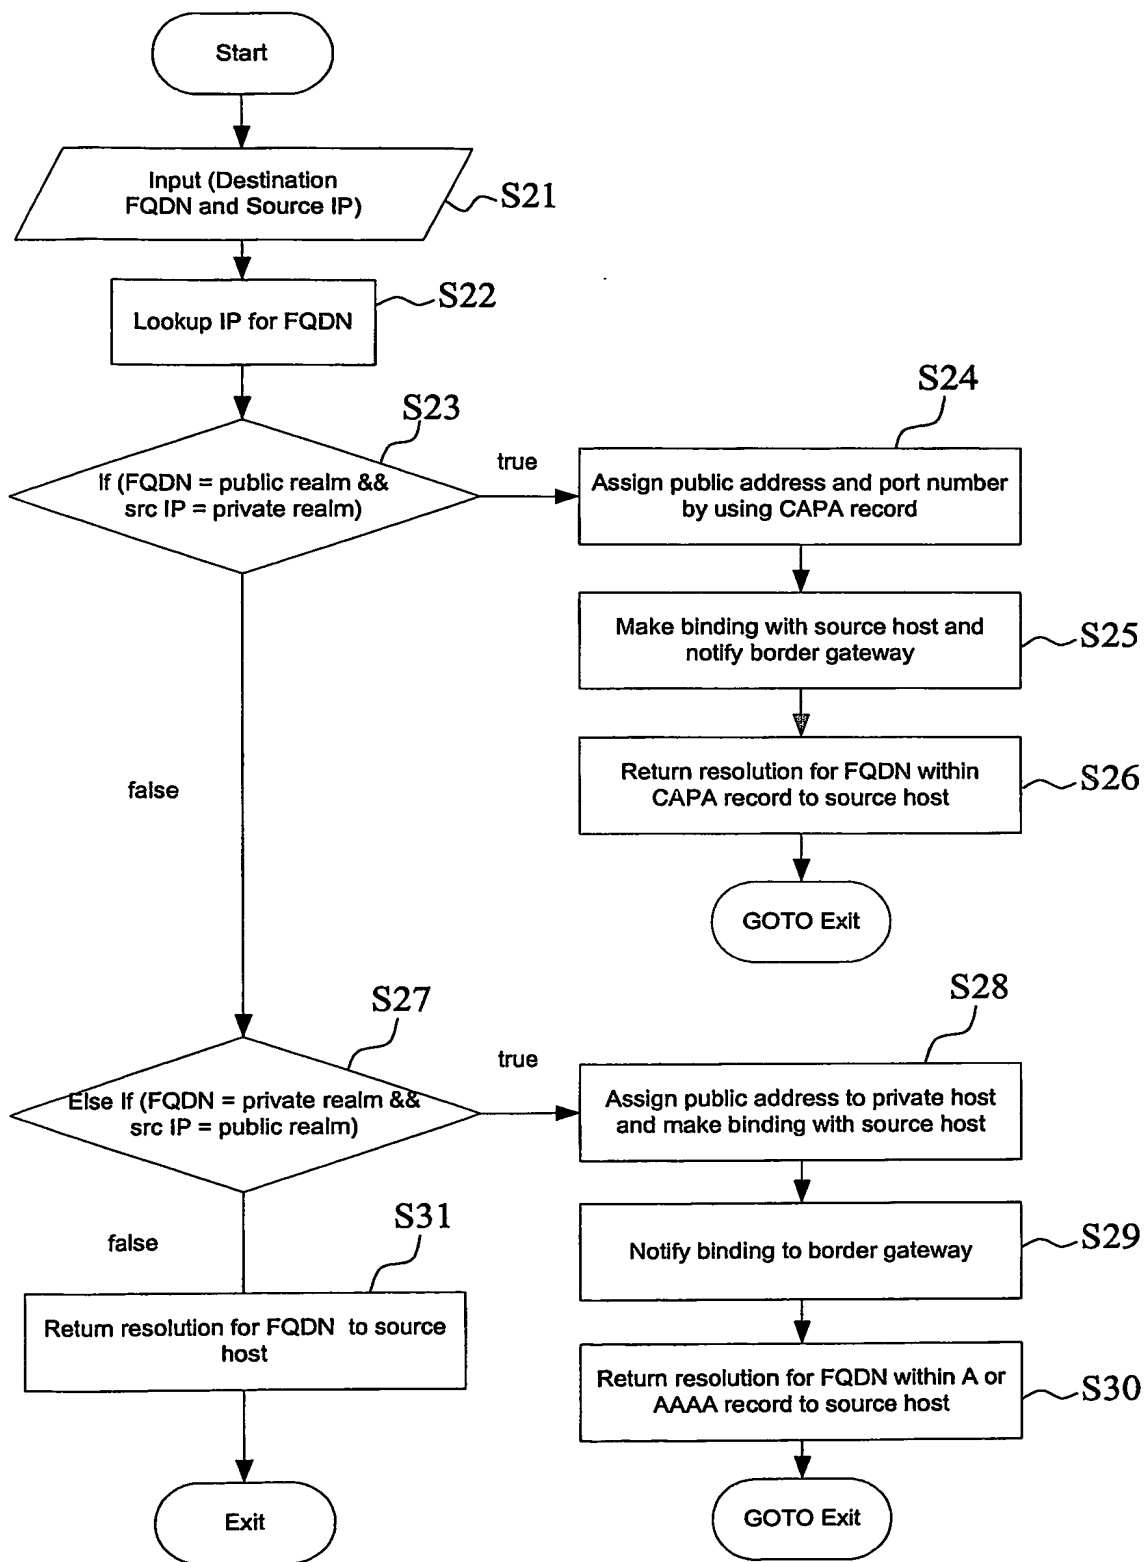 Start
Input (Destination
FQDN and Source IP)
S21
S22
Lookup IP for FQDN
S23
If (FQDN = public realm &&
src IP = private realm)
true
S24
Assign public address and port number
by using CAPA record
Make binding with source host and
notify border gateway
S25
Return resolution for FQDN within
CAPA record to source host
S26
false
GOTO Exit
S27
Else If (FQDN = private realm &&
src IP = public realm)
true
S28
Assign public address to private host
and make binding with source host
false
S31
Notify binding to border gateway
S29
Return resolution for FQDN to source
host
Return resolution for FQDN within A or
AAAA record to source host
S30
Exit
GOTO Exit